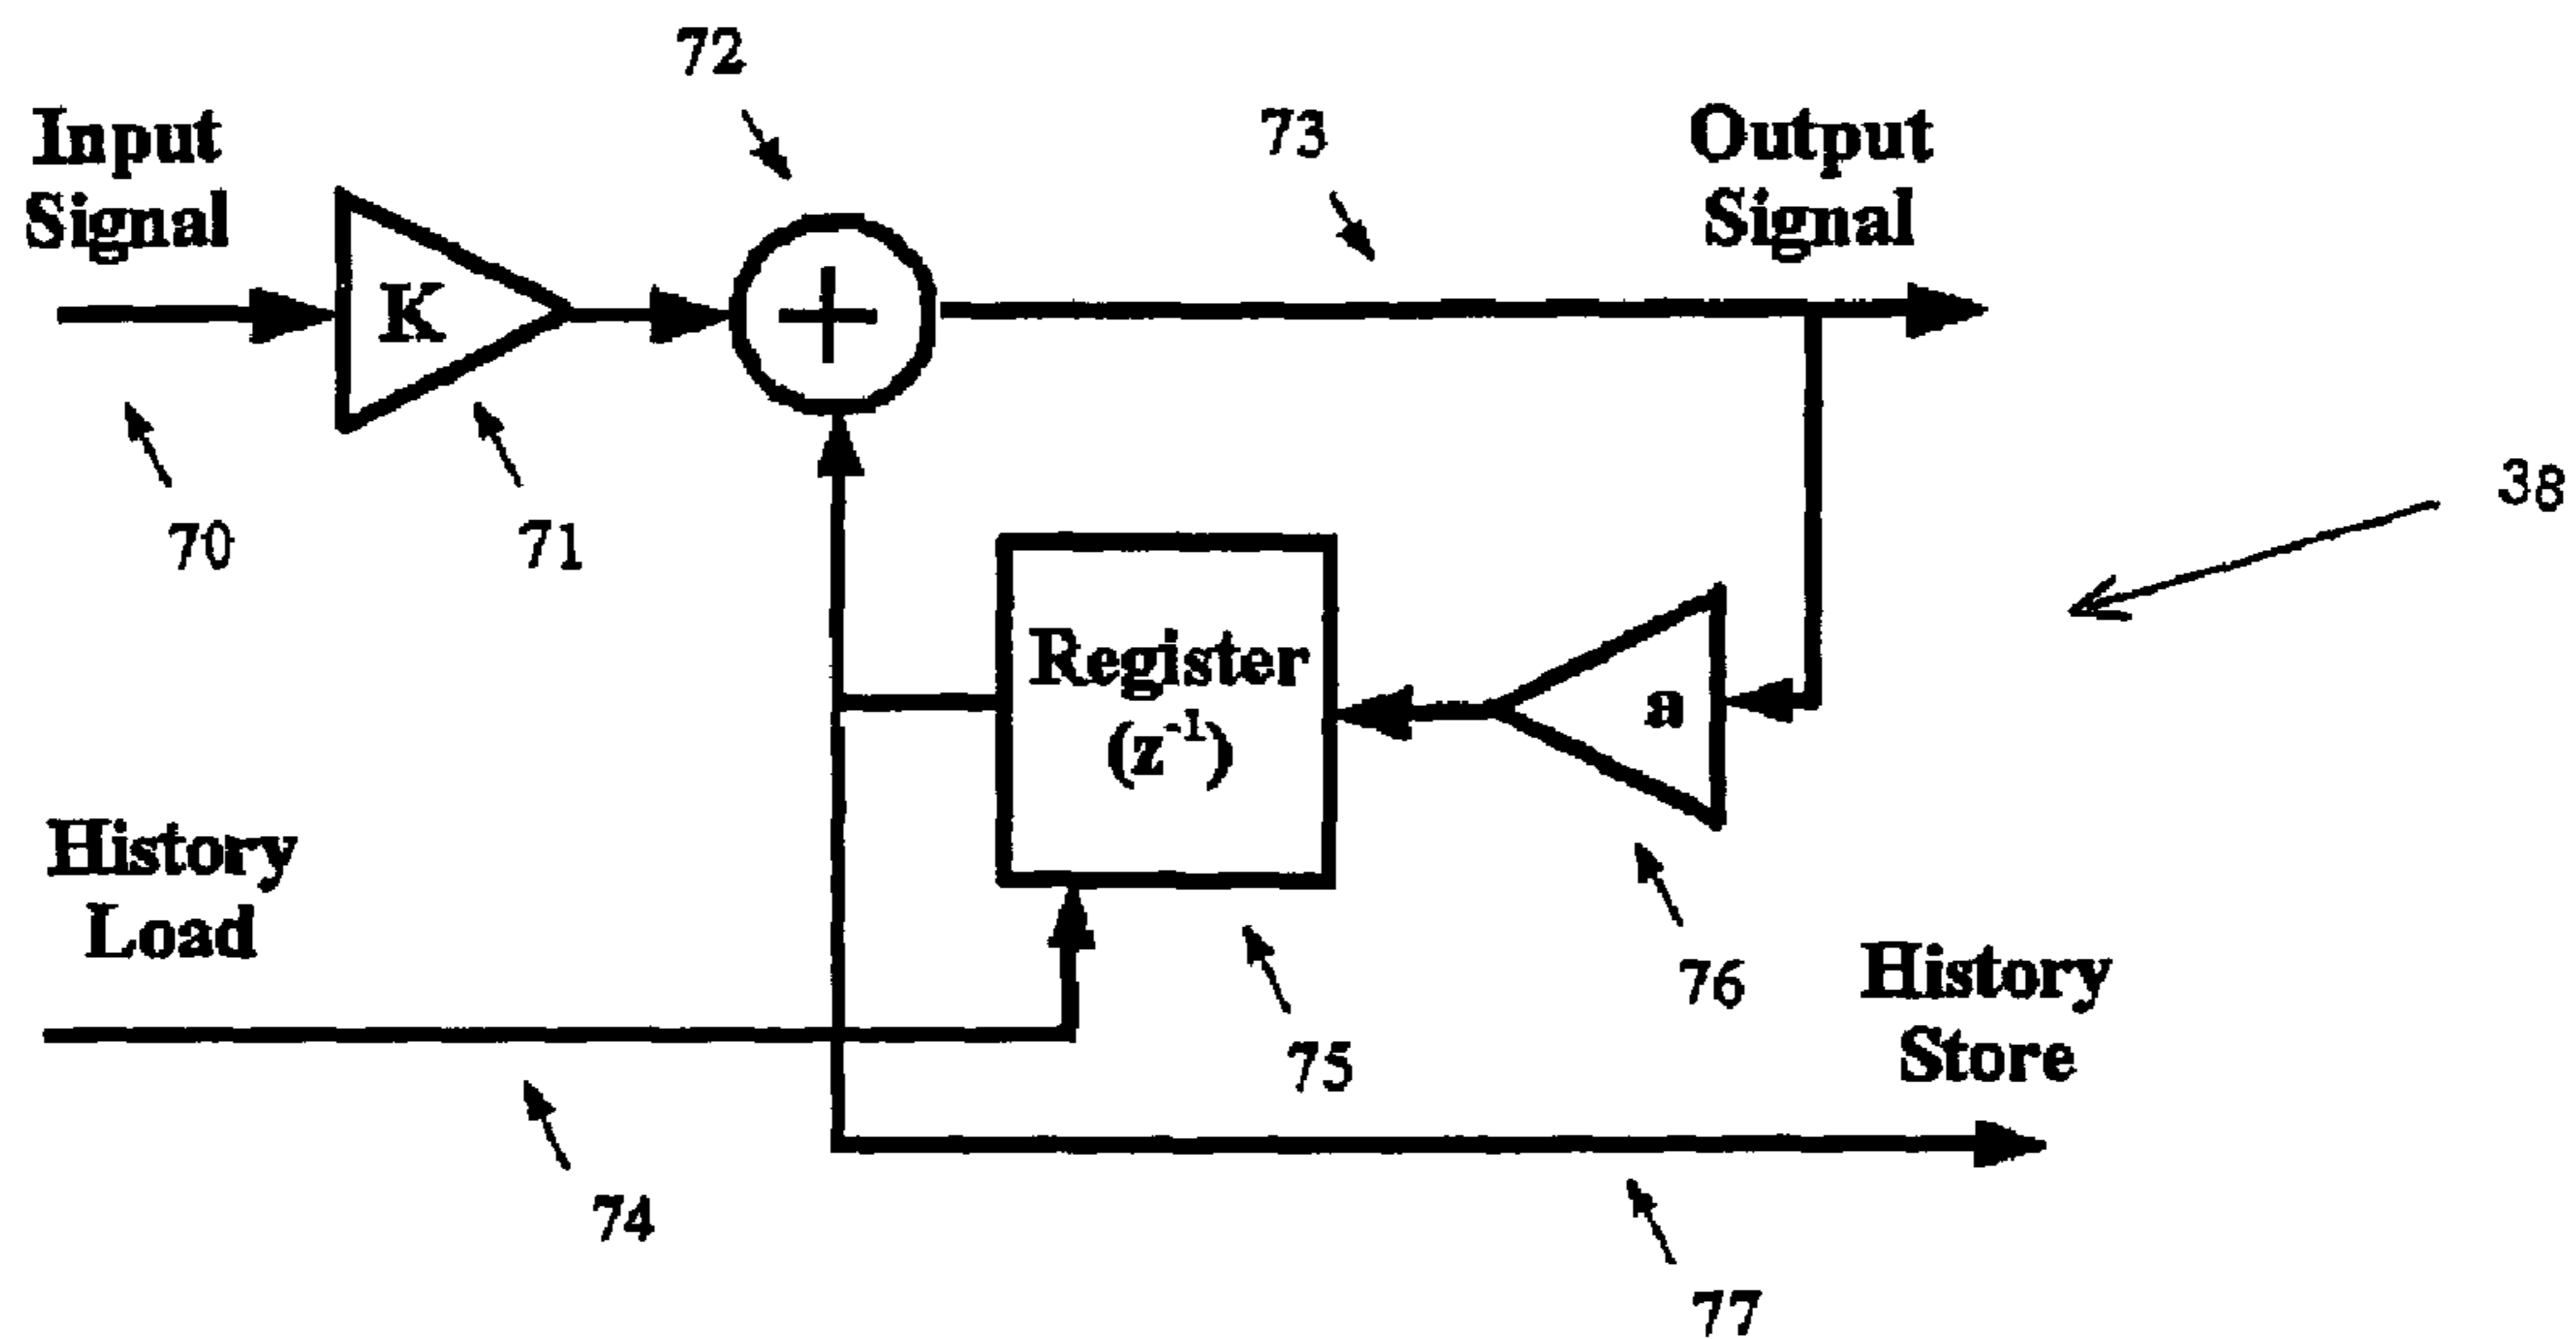 72
Input
Signal
73
Output
Signal
K
70
71
38
Register
(z⁻¹)
a
History
Load
75
76
History
Store
74
77